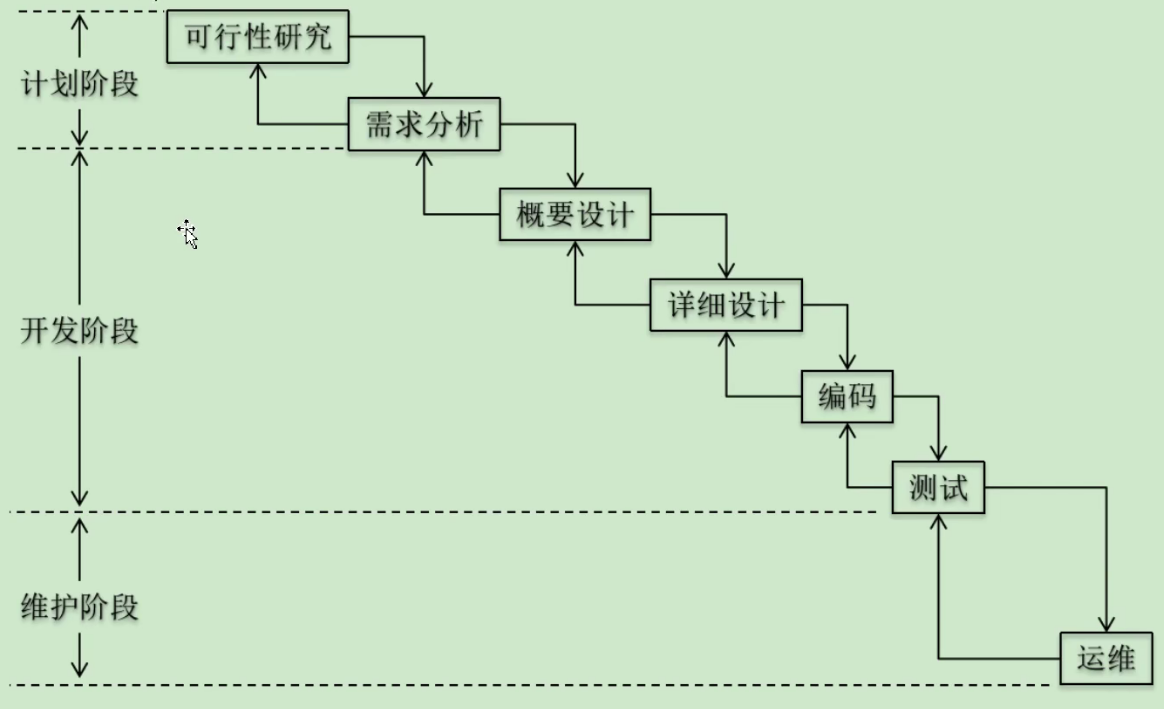 可行性研究
计划阶段
需求分析
概要设计
详细设计
开发阶段
编码
测试
维护阶段
运维